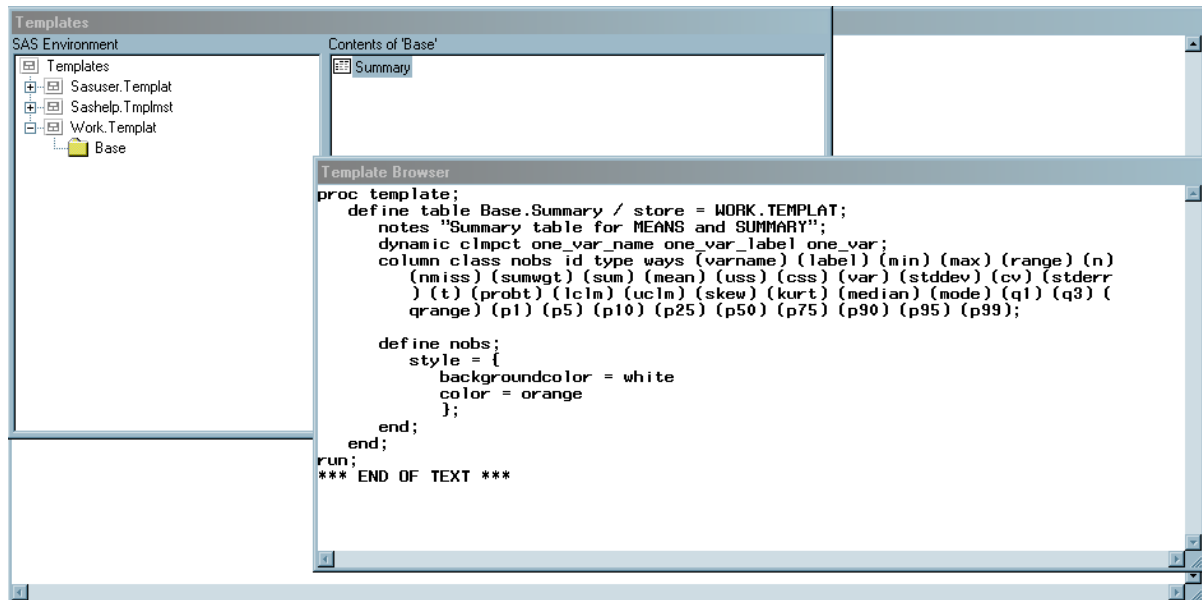 Templates
SAS Environment
Contents of 'Base'
Templates
Sasuser.Templat
Sashelp.Tmplmst
Work.Templat
Base
Summary
Template Browser
proc template;
   define table Base.Summary / store = WORK.TEMPLAT;
      notes "Summary table for MEANS and SUMMARY";
      dynamic clmpct one_var_name one_var_label one_var;
      column class nobs id type ways (varname) (label) (min) (max) (range) (n)
         (nmiss) (sumwgt) (sum) (mean) (uss) (css) (var) (stddev) (cv) (stderr
         ) (t) (probt) (lclm) (uclm) (skew) (kurt) (median) (mode) (q1) (q3) (
         qrange) (p1) (p5) (p10) (p25) (p50) (p75) (p90) (p95) (p99);
      define nobs;
         style = {
            backgroundcolor = white
            color = orange
            };
      end;
   end;
run;
*** END OF TEXT ***